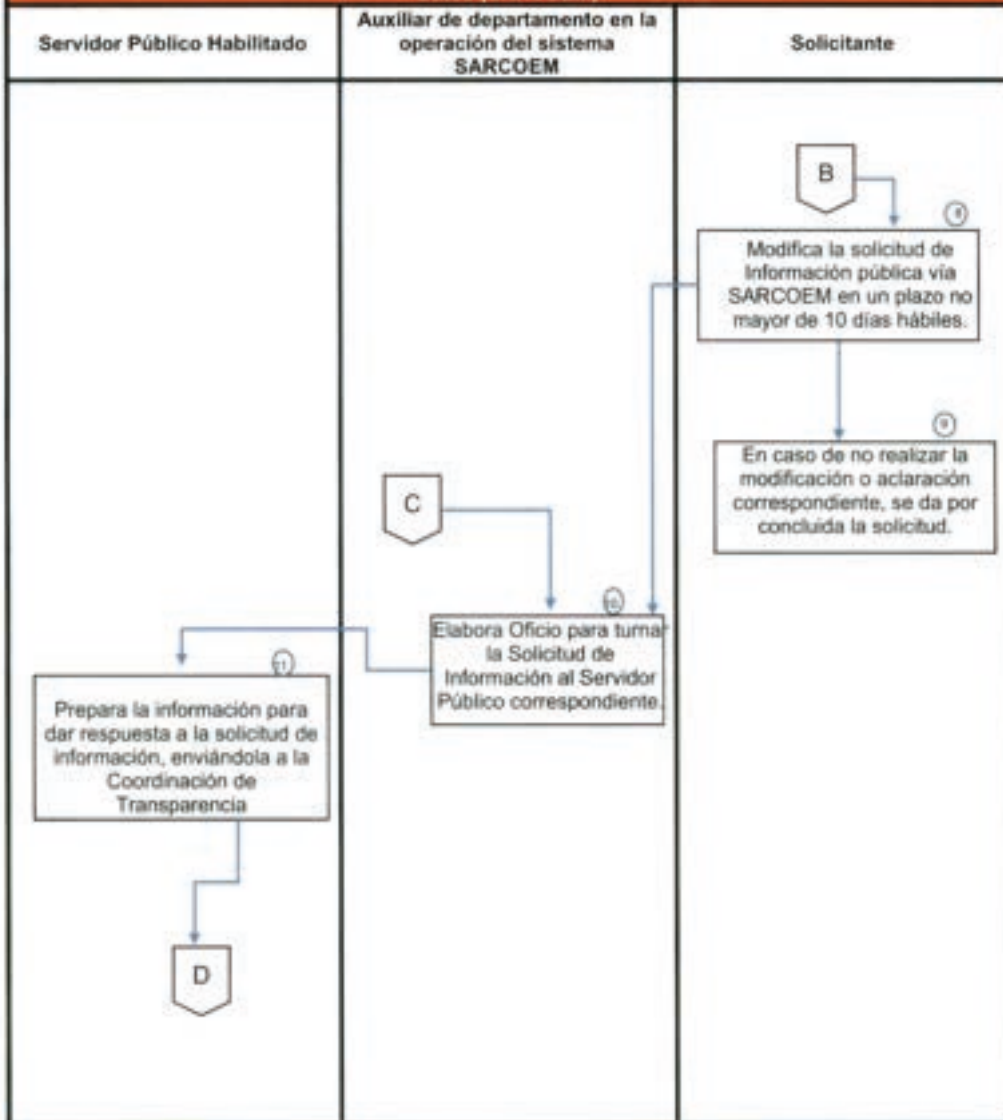 Servidor Público Habilitado
Auxiliar de departamento en la
operación del sistema
SARCOEM
Solicitante
B
Modifica la solicitud de
Información pública vía
SARCOEM en un plazo no
mayor de 10 días hábiles.
9
En caso de no realizar la
modificación o aclaración
correspondiente, se da por
concluida la solicitud.
C
10
Elabora Oficio para turnar
la Solicitud de
Información al Servidor
Público correspondiente.
11
Prepara la información para
dar respuesta a la solicitud de
información, enviándola a la
Coordinación de
Transparencia
D